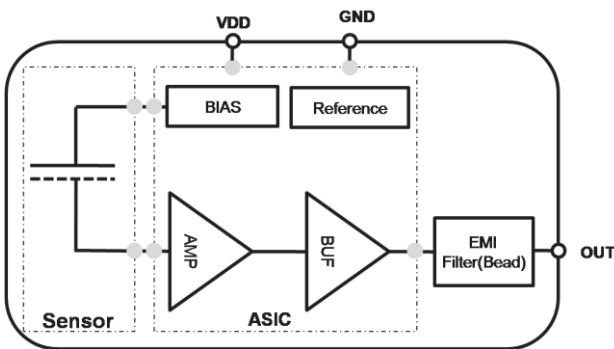 VDD
GND
BIAS
Reference
AMP
BUF
EMI
Filter(Bead)
OUT
Sensor
ASIC